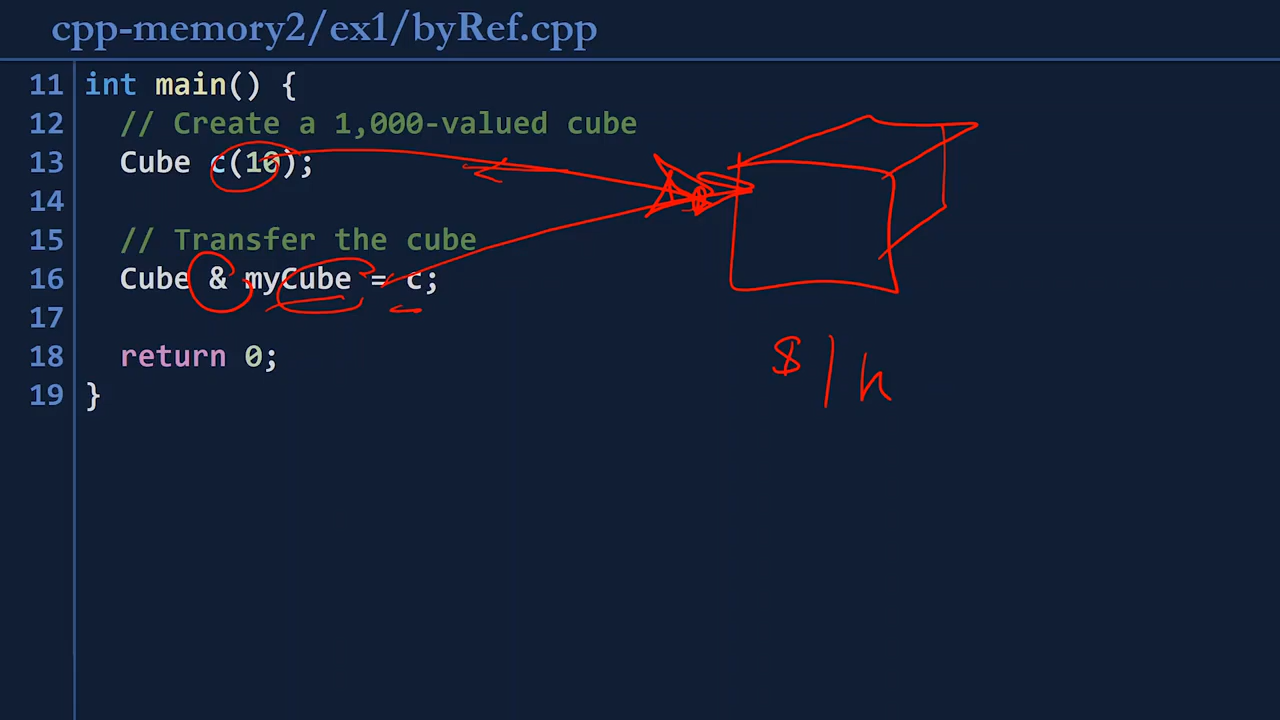 cpp-memory2/ex1/byRef.cpp
11 int main() {
12 // Create a 1,000-valued cube
13 Cube c(10);
14
15 // Transfer the cube
16 Cube & myCube = c;
17
18 return 0;
19 }
$/h